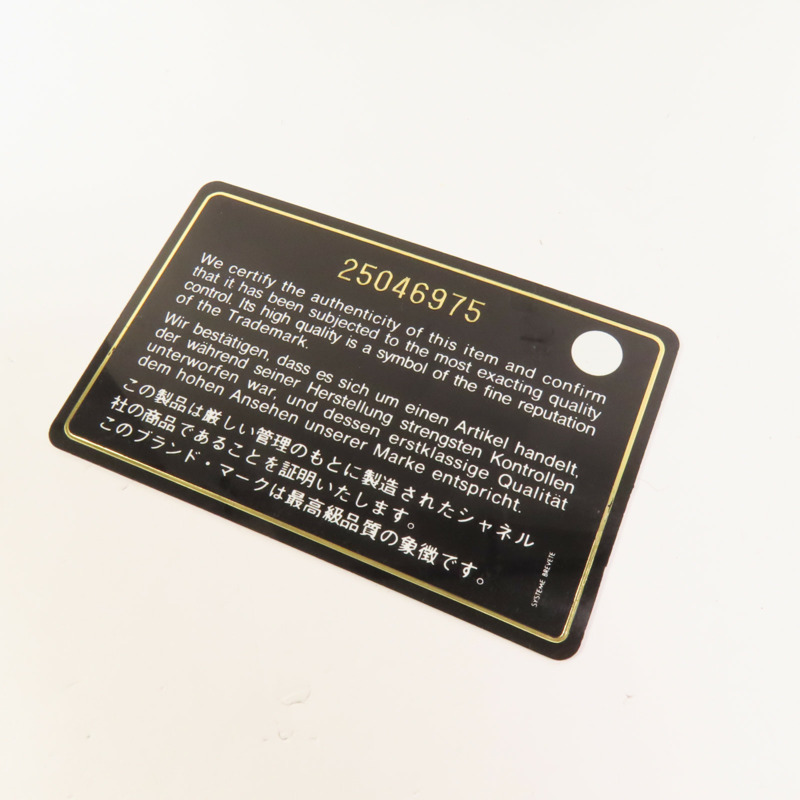 25046975
We certify the authenticity of this item and confirm
that it has been subjected to the most exacting quality
control. Its high quality is a symbol of the fine reputation
of the Trademark.
Wir bestätigen, dass es sich um einen Artikel handelt,
der während seiner Herstellung strengsten Kontrollen
unterworfen war, und dessen erstklassige Qualität
dem hohen Ansehen unserer Marke entspricht.
この製品は厳しい管理のもとに製造されたシャネル
社の商品であることを証明いたします。
このブランド・マークは最高級品質の象徴です。
SYSTEME BREVETE